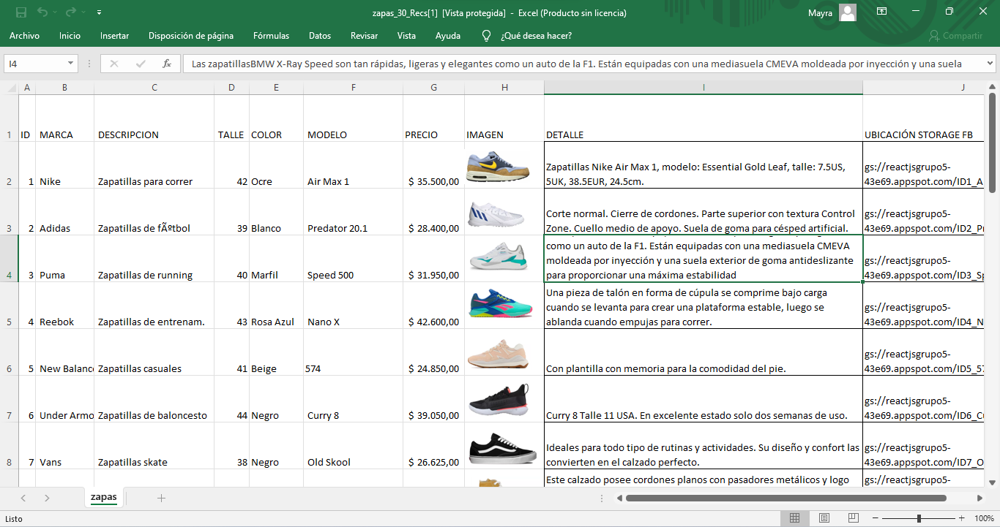 zapas_30_Recs[1] [Vista protegida] - Excel (Producto sin licencia)
Mayra
Archivo Inicio Insertar Disposición de página Fórmulas Datos Revisar Vista Ayuda ¿Qué desea hacer? Compartir
I4 fx Las zapatillasBMW X-Ray Speed son tan rápidas, ligeras y elegantes como un auto de la F1. Están equipadas con una mediasuela CMEVA moldeada por inyección y una suela
A B C D E F G H I J
1 ID MARCA DESCRIPCION TALLE COLOR MODELO PRECIO IMAGEN DETALLE UBICACIÓN STORAGE FB
2 1 Nike Zapatillas para correr 42 Ocre Air Max 1 $ 35.500,00
Zapatillas Nike Air Max 1, modelo: Essential Gold Leaf, talle: 7.5US,
5UK, 38.5EUR, 24.5cm.
gs://reactjsgrupo5-
43e69.appspot.com/ID1_A
3 2 Adidas Zapatillas de fÃºtbol 39 Blanco Predator 20.1 $ 28.400,00
Corte normal. Cierre de cordones. Parte superior con textura Control
Zone. Cuello medio de apoyo. Suela de goma para césped artificial.
gs://reactjsgrupo5-
43e69.appspot.com/ID2_Pr
4 3 Puma Zapatillas de running 40 Marfil Speed 500 $ 31.950,00
como un auto de la F1. Están equipadas con una mediasuela CMEVA
moldeada por inyección y una suela exterior de goma antideslizante
para proporcionar una máxima estabilidad
gs://reactjsgrupo5-
43e69.appspot.com/ID3_Sp
5 4 Reebok Zapatillas de entrenam. 43 Rosa Azul Nano X $ 42.600,00
Una pieza de talón en forma de cúpula se comprime bajo carga
cuando se levanta para crear una plataforma estable, luego se
ablanda cuando empujas para correr.
gs://reactjsgrupo5-
43e69.appspot.com/ID4_N
6 5 New Balanc Zapatillas casuales 41 Beige 574 $ 24.850,00
Con plantilla con memoria para la comodidad del pie.
gs://reactjsgrupo5-
43e69.appspot.com/ID5_57
7 6 Under Armo Zapatillas de baloncesto 44 Negro Curry 8 $ 39.050,00
Curry 8 Talle 11 USA. En excelente estado solo dos semanas de uso.
gs://reactjsgrupo5-
43e69.appspot.com/ID6_Cu
8 7 Vans Zapatillas skate 38 Negro Old Skool $ 26.625,00
Ideales para todo tipo de rutinas y actividades. Su diseño y confort las
convierten en el calzado perfecto.
gs://reactjsgrupo5-
43e69.appspot.com/ID7_O
Este calzado posee cordones planos con pasadores metálicos y logo
gs://reactjsgrupo5-
zapas
Listo
100%